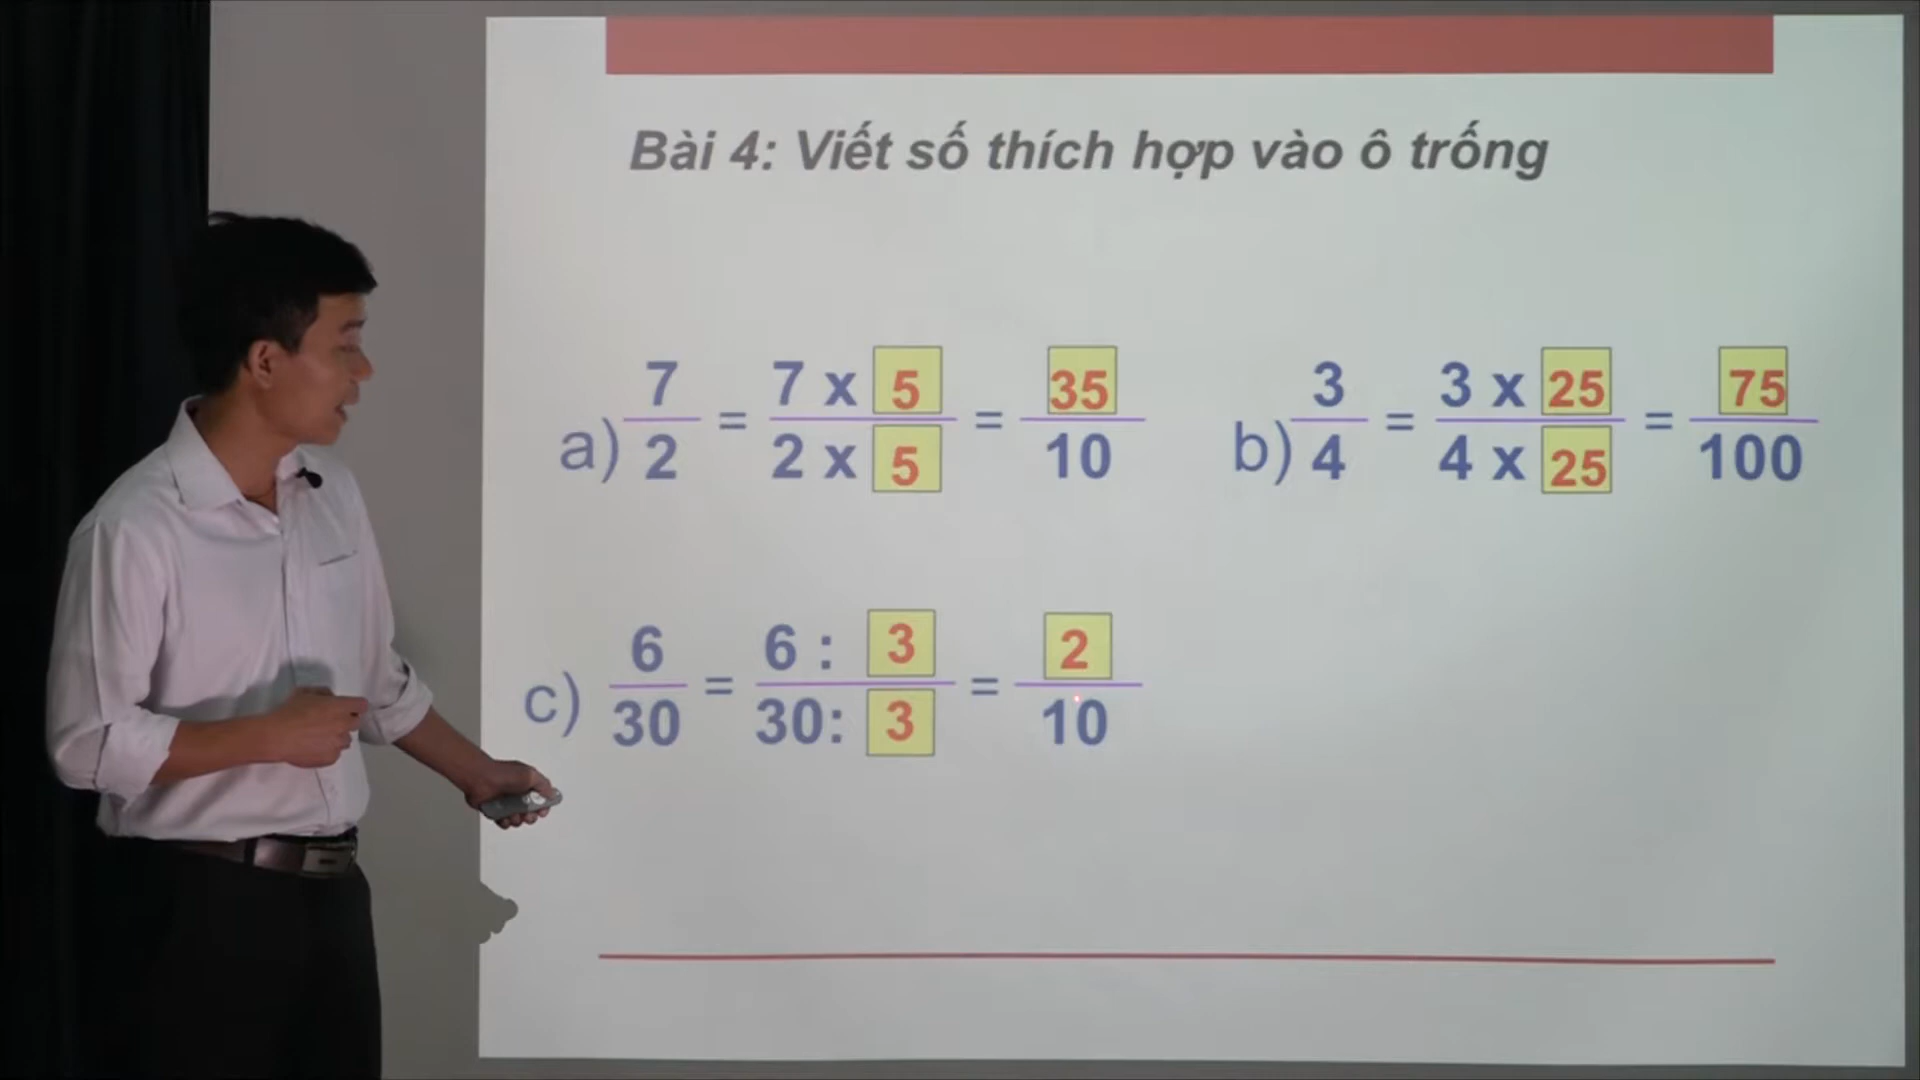 Bài 4: Viết số thích hợp vào ô trống
a) 7/2 = 7 x 5 / 2 x 5 = 35/10
b) 3/4 = 3 x 25 / 4 x 25 = 75/100
c) 6/30 = 6 : 3 / 30: 3 = 2/10